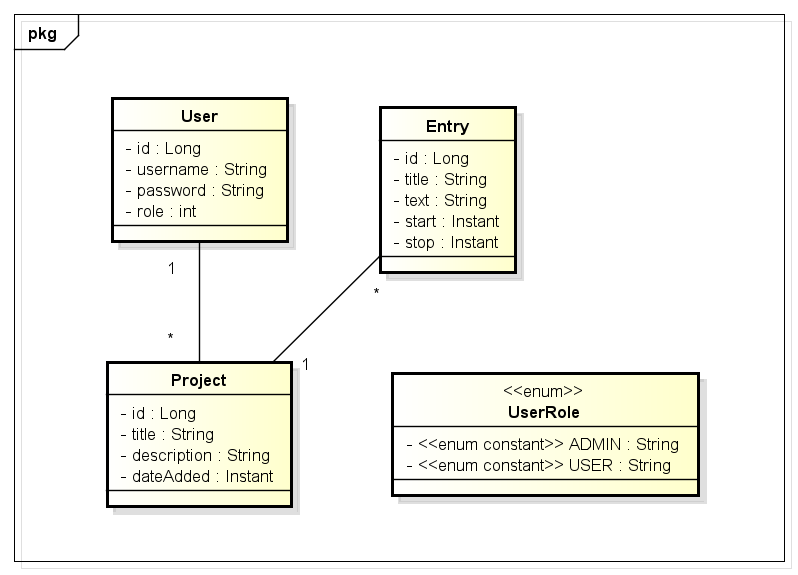 pkg
User
- id : Long
- username : String
- password : String
- role : int
Entry
- id : Long
- title : String
- text : String
- start : Instant
- stop : Instant
1
*
*
1
Project
- id : Long
- title : String
- description : String
- dateAdded : Instant
<<enum>>
UserRole
- <<enum constant>> ADMIN : String
- <<enum constant>> USER : String